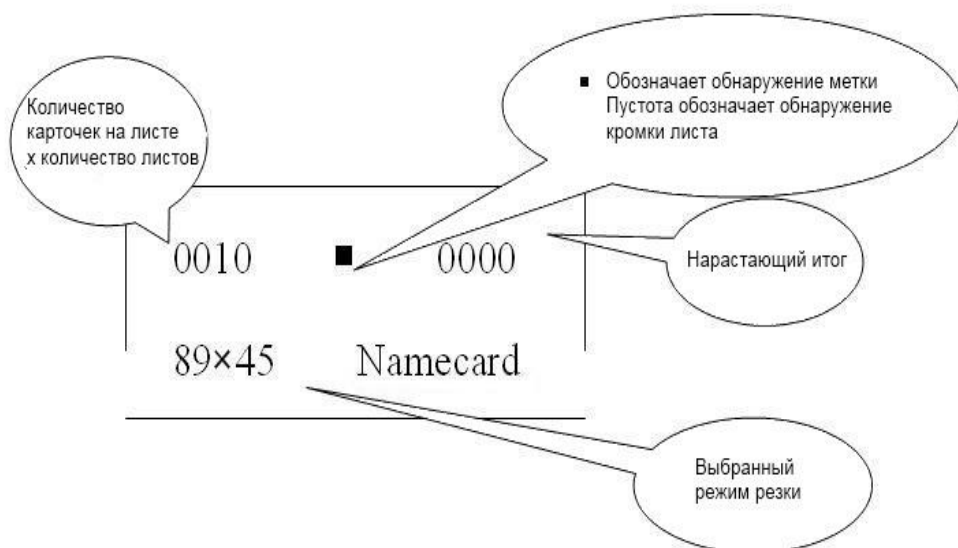 ■ Обозначает обнаружение метки
Пустота обозначает обнаружение
кромки листа
Количество
карточек на листе
х количество листов
0010 ■ 0000
Нарастающий итог
89×45 Namecard
Выбранный
режим резки